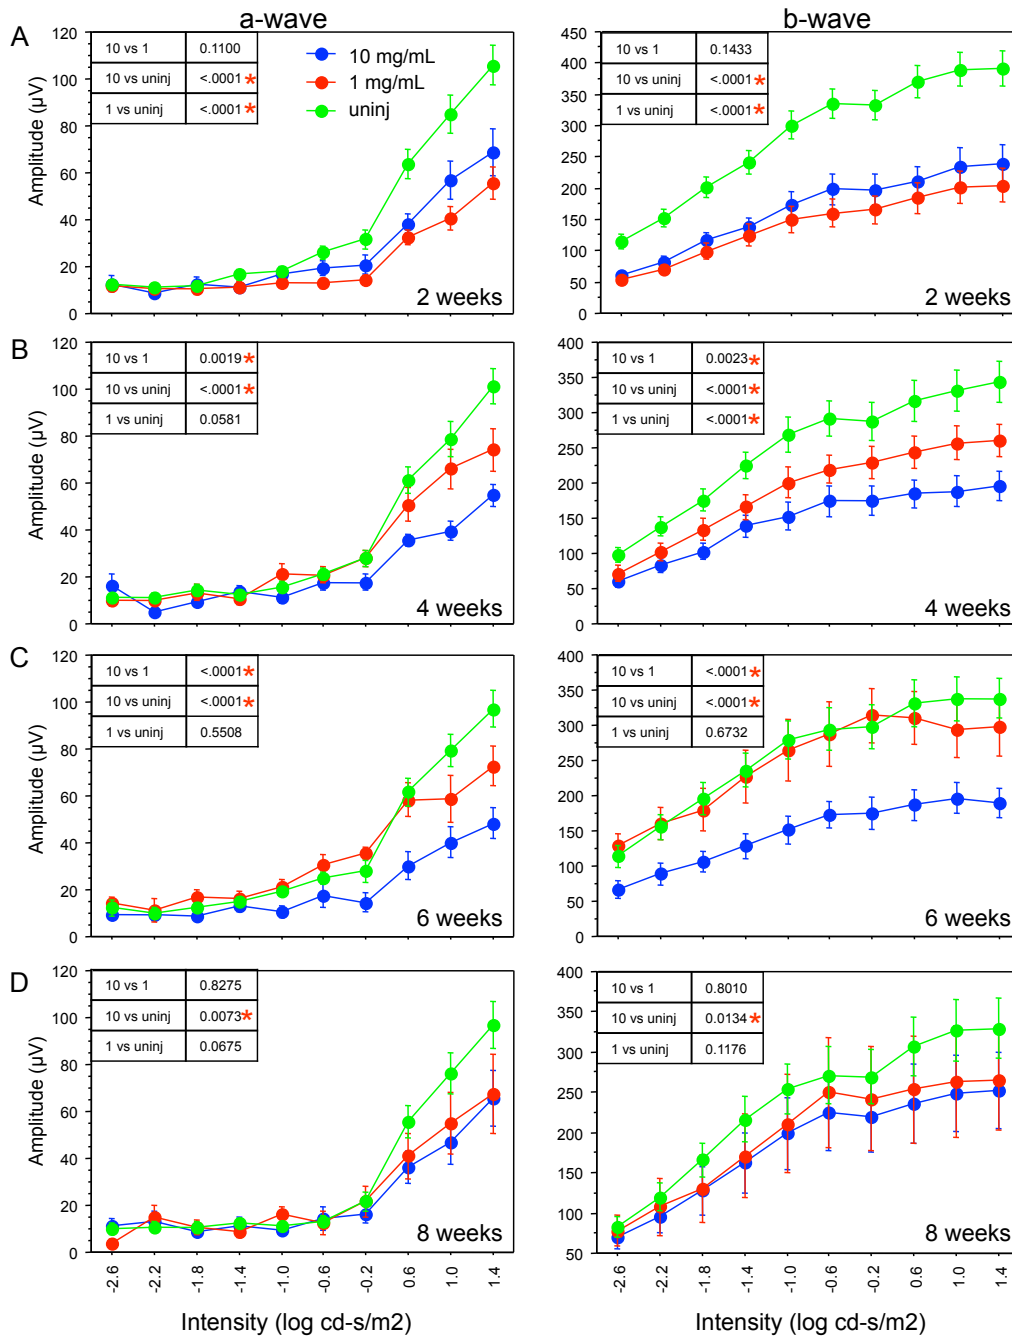 a-wave b-wave
A
120
100
80
60
40
20
0
Amplitude (µV)
10 vs 1 0.1100
10 vs uninj <.0001 *
1 vs uninj <.0001 *
10 mg/mL
1 mg/mL
uninj
2 weeks
450
400
350
300
250
200
150
100
50
0
10 vs 1 0.1433
10 vs uninj <.0001 *
1 vs uninj <.0001 *
2 weeks
B
120
100
80
60
40
20
0
Amplitude (µV)
10 vs 1 0.0019 *
10 vs uninj <.0001 *
1 vs uninj 0.0581
4 weeks
400
350
300
250
200
150
100
50
0
10 vs 1 0.0023 *
10 vs uninj <.0001 *
1 vs uninj <.0001 *
4 weeks
C
120
100
80
60
40
20
0
Amplitude (µV)
10 vs 1 <.0001 *
10 vs uninj <.0001 *
1 vs uninj 0.5508
6 weeks
400
350
300
250
200
150
100
50
0
10 vs 1 <.0001 *
10 vs uninj <.0001 *
1 vs uninj 0.6732
6 weeks
D
120
100
80
60
40
20
0
Amplitude (µV)
10 vs 1 0.8275
10 vs uninj 0.0073 *
1 vs uninj 0.0675
8 weeks
-2.6 -2.2 -1.8 -1.4 -1.0 -0.6 -0.2 0.6 1.0 1.4
Intensity (log cd-s/m2)
400
350
300
250
200
150
100
50
10 vs 1 0.8010
10 vs uninj 0.0134 *
1 vs uninj 0.1176
8 weeks
-2.6 -2.2 -1.8 -1.4 -1.0 -0.6 -0.2 0.6 1.0 1.4
Intensity (log cd-s/m2)